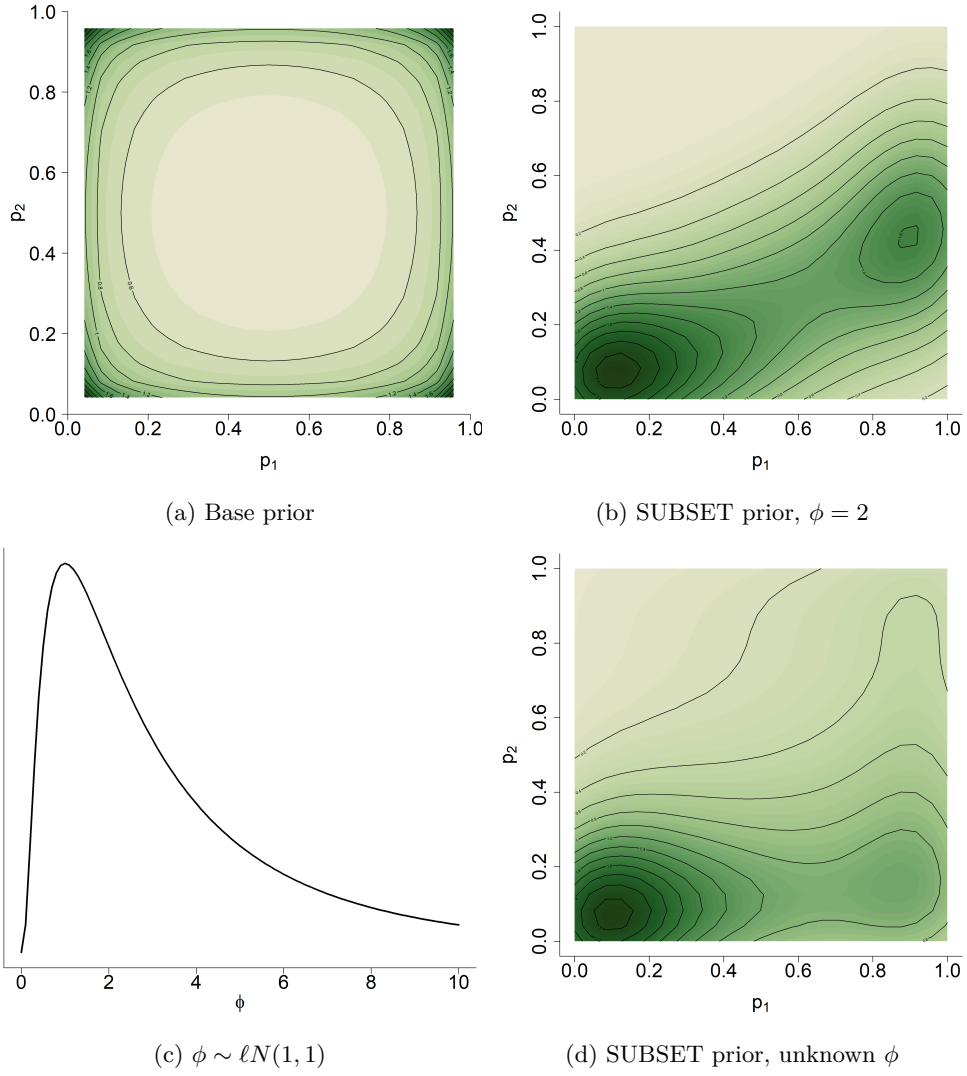 1.0
0.8
0.6
0.4
0.2
0.0
p₂
0.0 0.2 0.4 0.6 0.8 1.0
p₁
(a) Base prior
1.0
0.8
0.6
0.4
0.2
0.0
p₂
0.0 0.2 0.4 0.6 0.8 1.0
p₁
(b) SUBSET prior, ϕ = 2
0 2 4 6 8 10
ϕ
(c) ϕ ∼ ℓN(1, 1)
1.0
0.8
0.6
0.4
0.2
0.0
p₂
0.0 0.2 0.4 0.6 0.8 1.0
p₁
(d) SUBSET prior, unknown ϕ